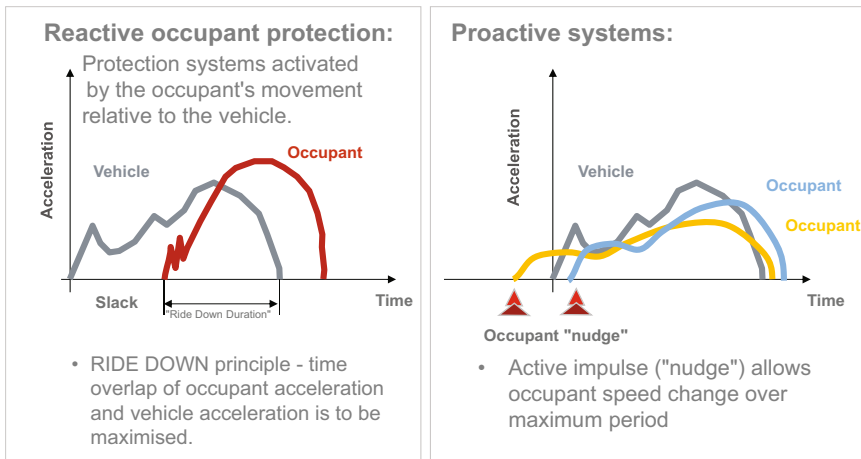 Reactive occupant protection:
Protection systems activated
by the occupant's movement
relative to the vehicle.
Acceleration
Vehicle
Occupant
Slack
"Ride Down Duration"
Time
• RIDE DOWN principle - time
overlap of occupant acceleration
and vehicle acceleration is to be
maximised.
Proactive systems:
Acceleration
Vehicle
Occupant
Occupant
Time
Occupant "nudge"
• Active impulse ("nudge") allows
occupant speed change over
maximum period